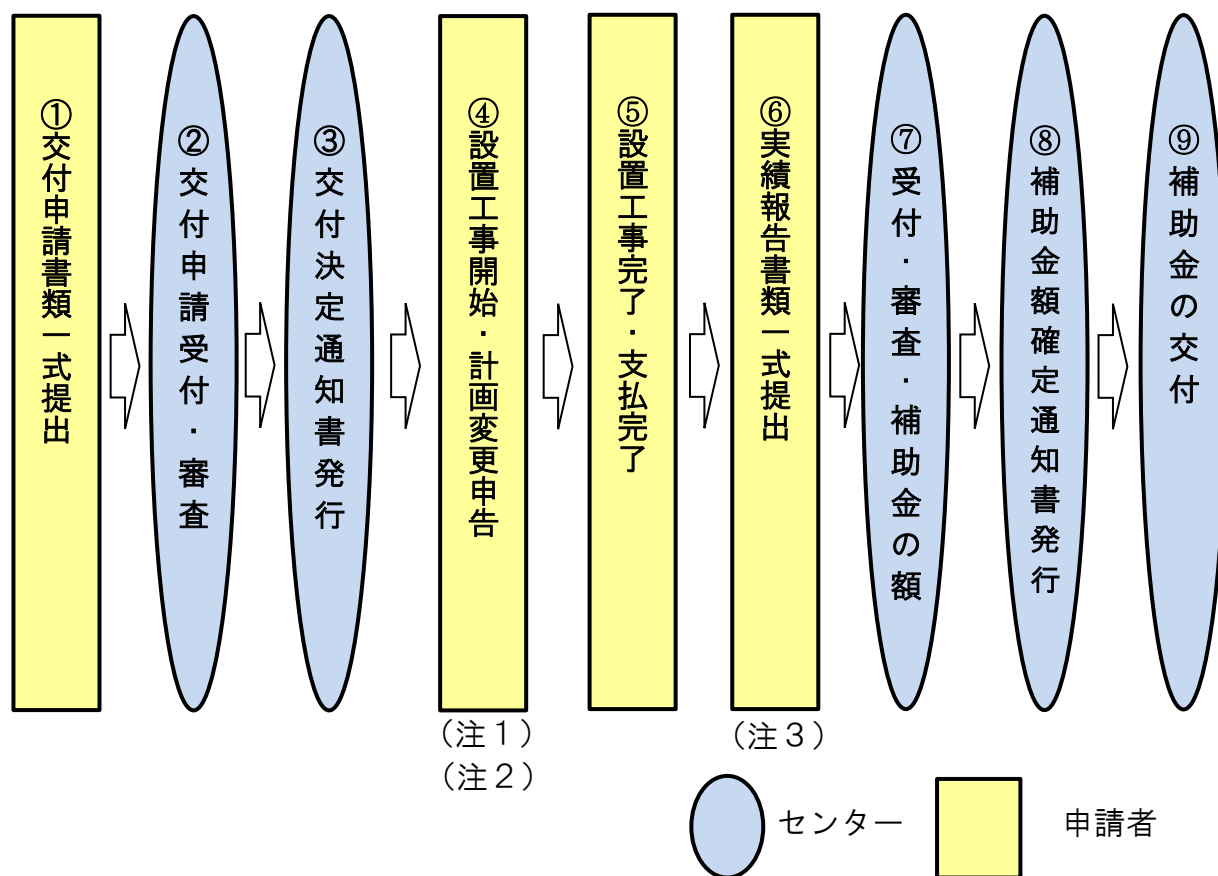 ①交付申請書類一式提出
②交付申請受付・審査
③交付決定通知書発行
④設置工事開始・計画変更申告
⑤設置工事完了・支払完了
⑥実績報告書類一式提出
⑦受付・審査・補助金の額
⑧補助金額確定通知書発行
⑨補助金の交付
（注１）
（注２）
（注３）
センター
申請者